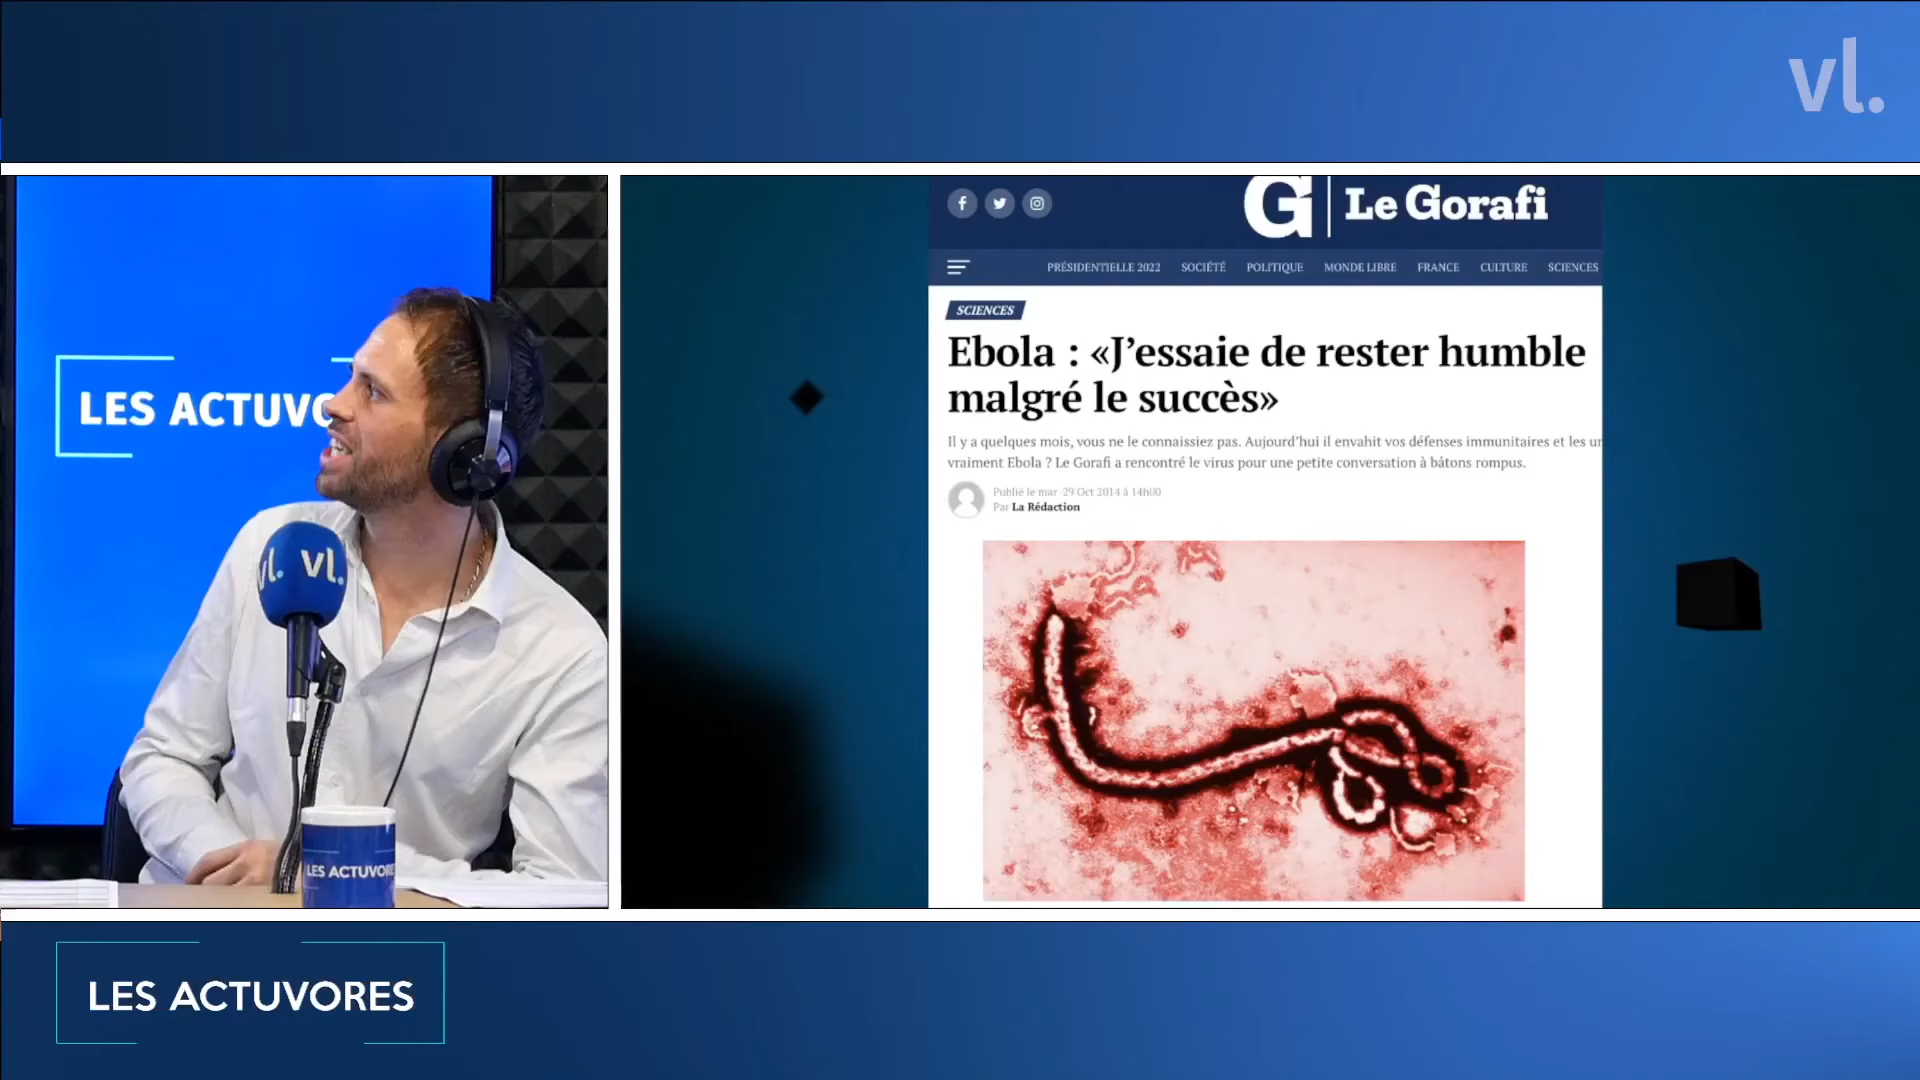 vl.
LES ACTUVO
vl. vl.
LES ACTUVOR
G Le Gorafi
PRÉSIDENTIELLE 2022 SOCIÉTÉ POLITIQUE MONDE LIBRE FRANCE CULTURE SCIENCES
SCIENCES
Ebola : «J’essaie de rester humble
malgré le succès»
Il y a quelques mois, vous ne le connaissiez pas. Aujourd’hui il envahit vos défenses immunitaires et les
vraiment Ebola ? Le Gorafi a rencontré le virus pour une petite conversation à bâtons rompus.
Publié le mar 29 Oct 2014 à 14h00
Par La Rédaction
LES ACTUVORES